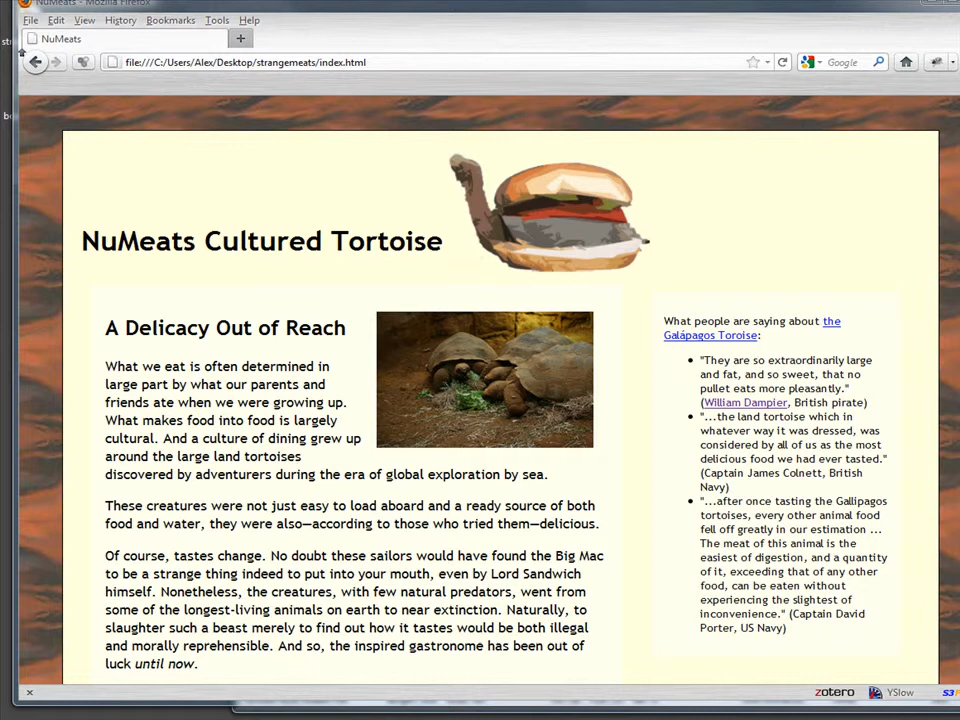 NuMeats - Mozilla Firefox
File Edit View History Bookmarks Tools Help
NuMeats
file:///C:/Users/Alex/Desktop/strangemeats/index.html
Google
NuMeats Cultured Tortoise
A Delicacy Out of Reach
What we eat is often determined in
large part by what our parents and
friends ate when we were growing up.
What makes food into food is largely
cultural. And a culture of dining grew up
around the large land tortoises
discovered by adventurers during the era of global exploration by sea.
These creatures were not just easy to load aboard and a ready source of both
food and water, they were also—according to those who tried them—delicious.
Of course, tastes change. No doubt these sailors would have found the Big Mac
to be a strange thing indeed to put into your mouth, even by Lord Sandwich
himself. Nonetheless, the creatures, with few natural predators, went from
some of the longest-living animals on earth to near extinction. Naturally, to
slaughter such a beast merely to find out how it tastes would be both illegal
and morally reprehensible. And so, the inspired gastronome has been out of
luck until now.
What people are saying about the
Galápagos Toroise:
"They are so extraordinarily large
and fat, and so sweet, that no
pullet eats more pleasantly."
(William Dampier, British pirate)
"...the land tortoise which in
whatever way it was dressed, was
considered by all of us as the most
delicious food we had ever tasted."
(Captain James Colnett, British
Navy)
"...after once tasting the Gallipagos
tortoises, every other animal food
fell off greatly in our estimation ...
The meat of this animal is the
easiest of digestion, and a quantity
of it, exceeding that of any other
food, can be eaten without
experiencing the slightest of
inconvenience." (Captain David
Porter, US Navy)
zotero YSlow